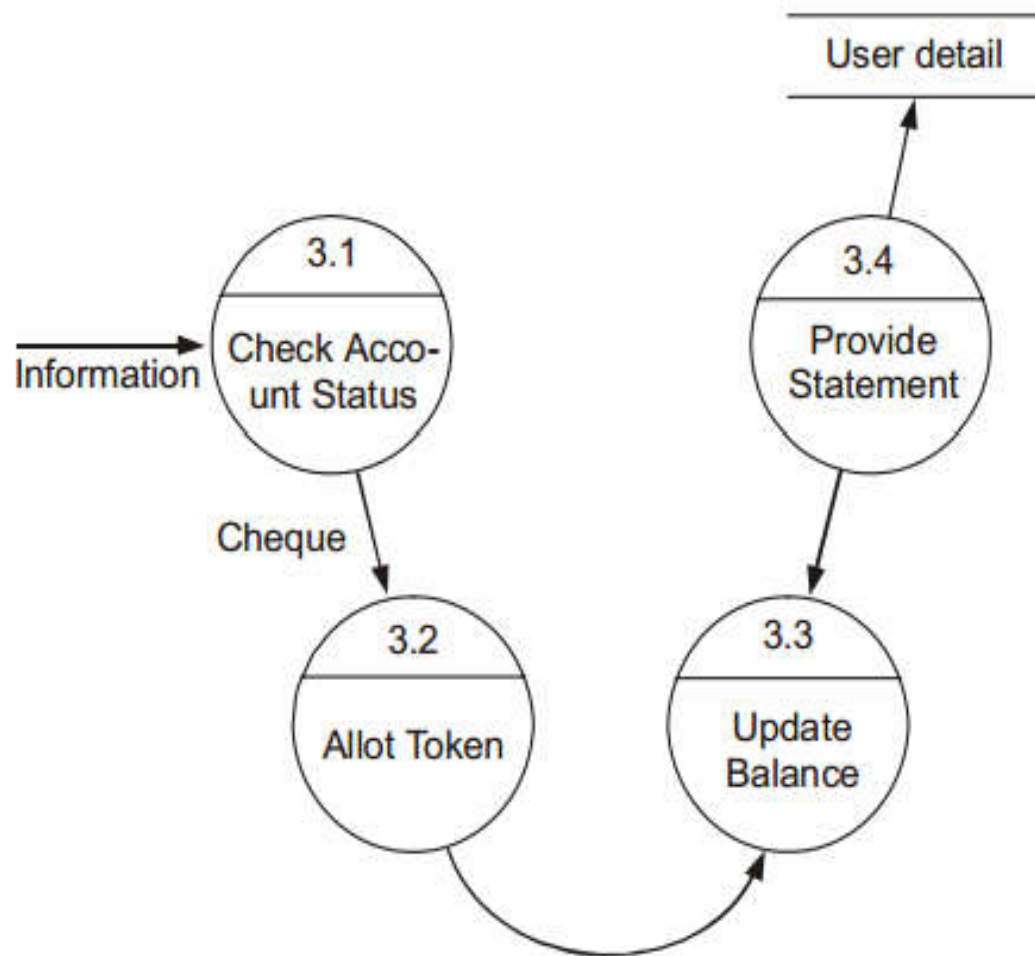 User detail
3.1
Check Acco-
unt Status
Information
3.4
Provide
Statement
Cheque
3.2
Allot Token
3.3
Update
Balance